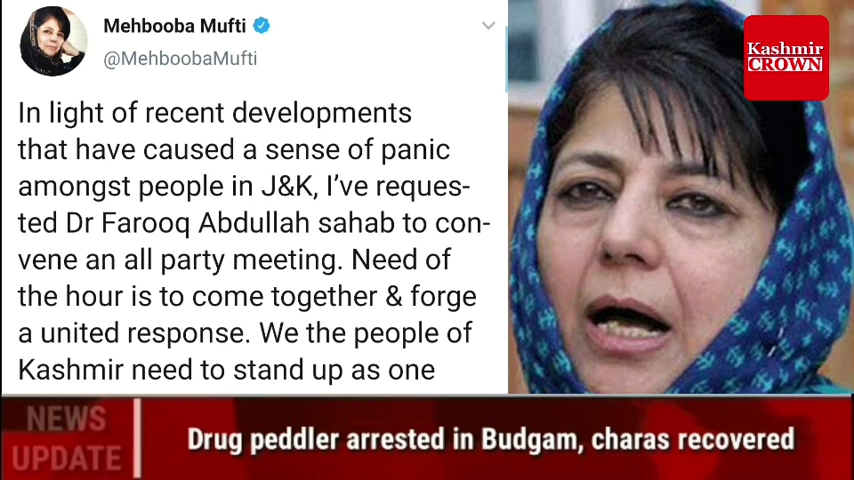 Mehbooba Mufti
@MehboobaMufti
In light of recent developments
that have caused a sense of panic
amongst people in J&K, I've reques-
ted Dr Farooq Abdullah sahab to con-
vene an all party meeting. Need of
the hour is to come together & forge
a united response. We the people of
Kashmir need to stand up as one
Kashmir
CROWN
NEWS
UPDATE
Drug peddler arrested in Budgam, charas recovered